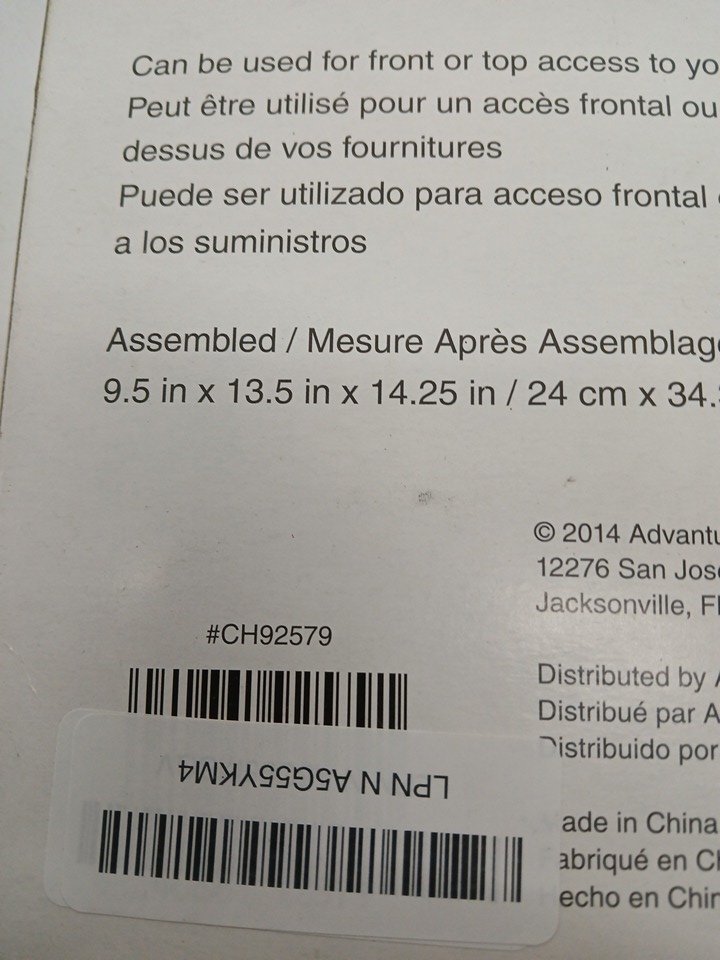 Can be used for front or top access to yo
Peut être utilisé pour un accès frontal ou
dessus de vos fournitures
Puede ser utilizado para acceso frontal
a los suministros
Assembled / Mesure Après Assemblag
9.5 in x 13.5 in x 14.25 in / 24 cm x 34.
© 2014 Advantu
12276 San Jos
Jacksonville, Fl
#CH92579
Distributed by A
Distribué par A
istribuido por
LPN N A5G55YKM4
ade in China
abriqué en Ch
echo en Chin